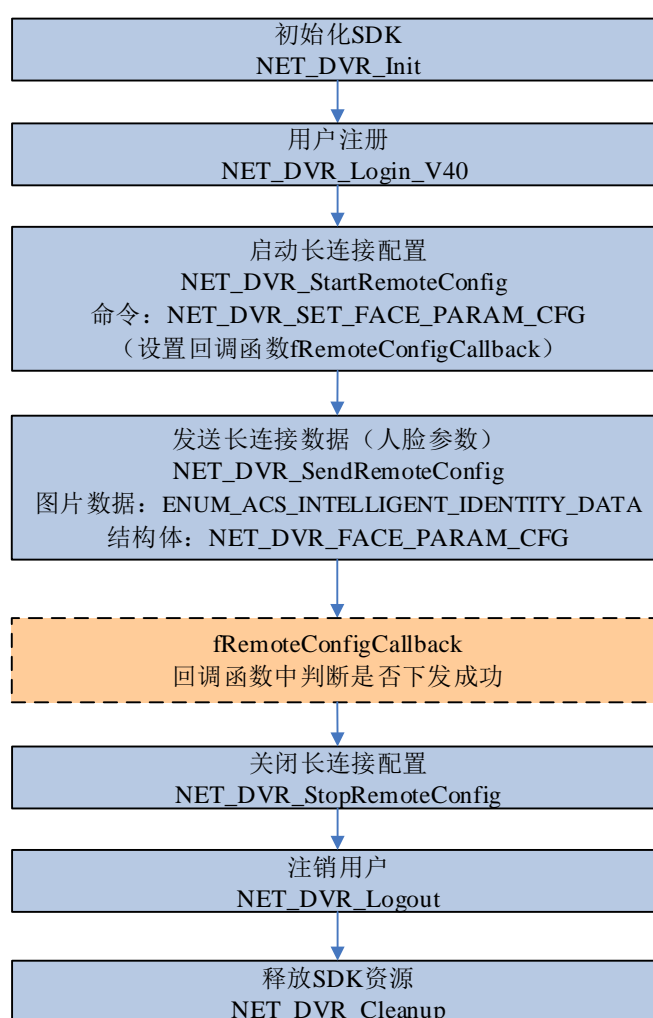 初始化SDK
NET_DVR_Init
用户注册
NET_DVR_Login_V40
启动长连接配置
NET_DVR_StartRemoteConfig
命令：NET_DVR_SET_FACE_PARAM_CFG
（设置回调函数fRemoteConfigCallback）
发送长连接数据（人脸参数）
NET_DVR_SendRemoteConfig
图片数据：ENUM_ACS_INTELLIGENT_IDENTITY_DATA
结构体：NET_DVR_FACE_PARAM_CFG
fRemoteConfigCallback
回调函数中判断是否下发成功
关闭长连接配置
NET_DVR_StopRemoteConfig
注销用户
NET_DVR_Logout
释放SDK资源
NET_DVR_Cleanup